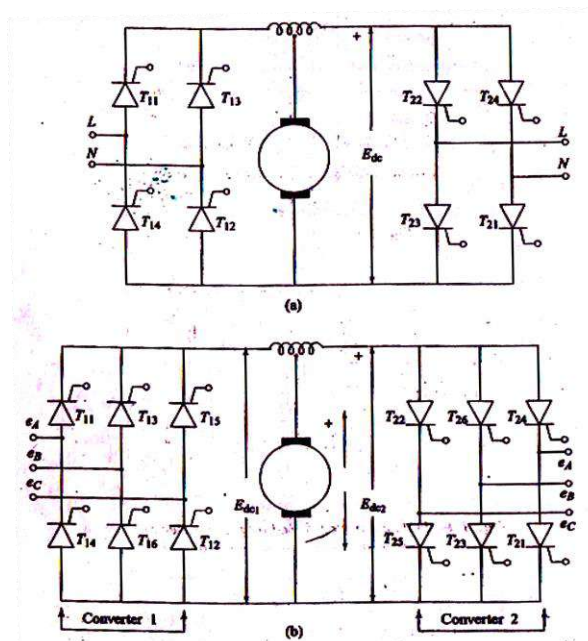 +
T11
T13
T22
T24
L
N
Edc
L
N
T14
T12
T23
T21
(a)
+
T11
T13
T15
+
T22
T26
T24
eA
eB
eC
eA
eB
eC
Edc1
Edc2
T14
T16
T12
T25
T23
T21
Converter 1
(b)
Converter 2